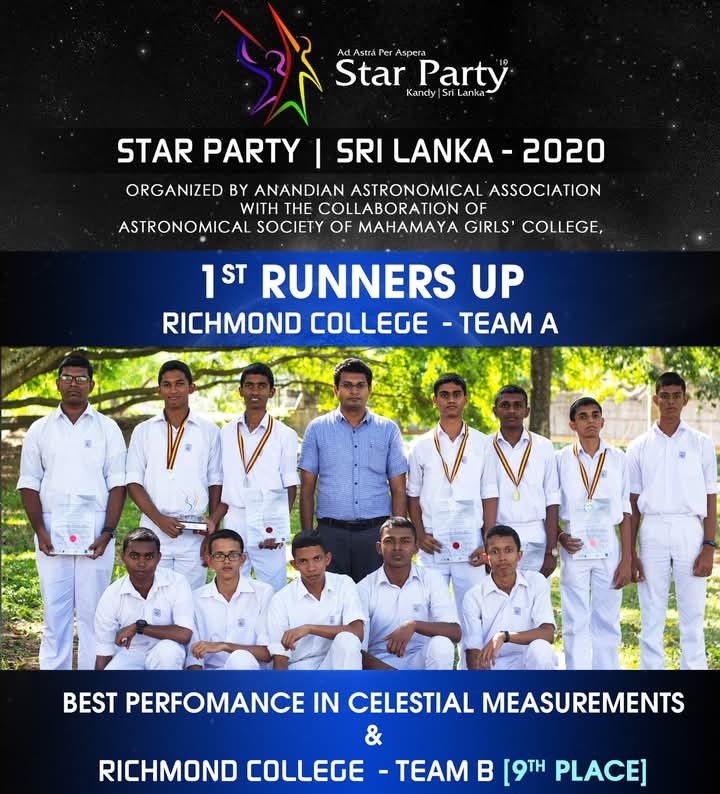 Ad Astrá Per Aspera
Star Party '19
Kandy | Sri Lanka
STAR PARTY | SRI LANKA - 2020
ORGANIZED BY ANANDIAN ASTRONOMICAL ASSOCIATION
WITH THE COLLABORATION OF
ASTRONOMICAL SOCIETY OF MAHAMAYA GIRLS' COLLEGE,
1ST RUNNERS UP
RICHMOND COLLEGE - TEAM A
BEST PERFOMANCE IN CELESTIAL MEASUREMENTS
&
RICHMOND COLLEGE - TEAM B [9TH PLACE]